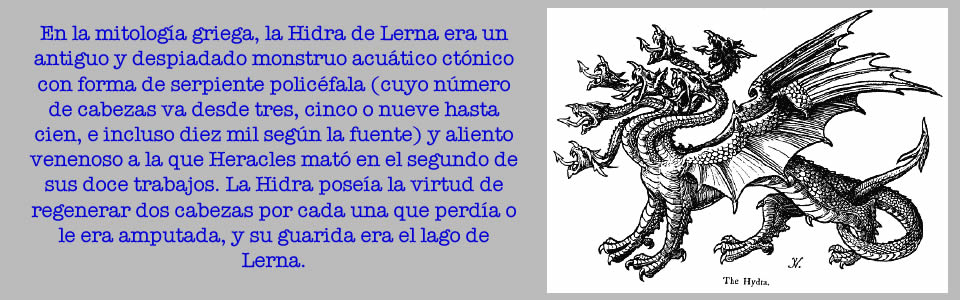 En la mitología griega, la Hidra de Lerna era un
antiguo y despiadado monstruo acuático ctónico
con forma de serpiente policéfala (cuyo número
de cabezas va desde tres, cinco o nueve hasta
cien, e incluso diez mil según la fuente) y aliento
venenoso a la que Heracles mató en el segundo de
sus doce trabajos. La Hidra poseía la virtud de
regenerar dos cabezas por cada una que perdía o
le era amputada, y su guarida era el lago de
Lerna.
The Hydra.